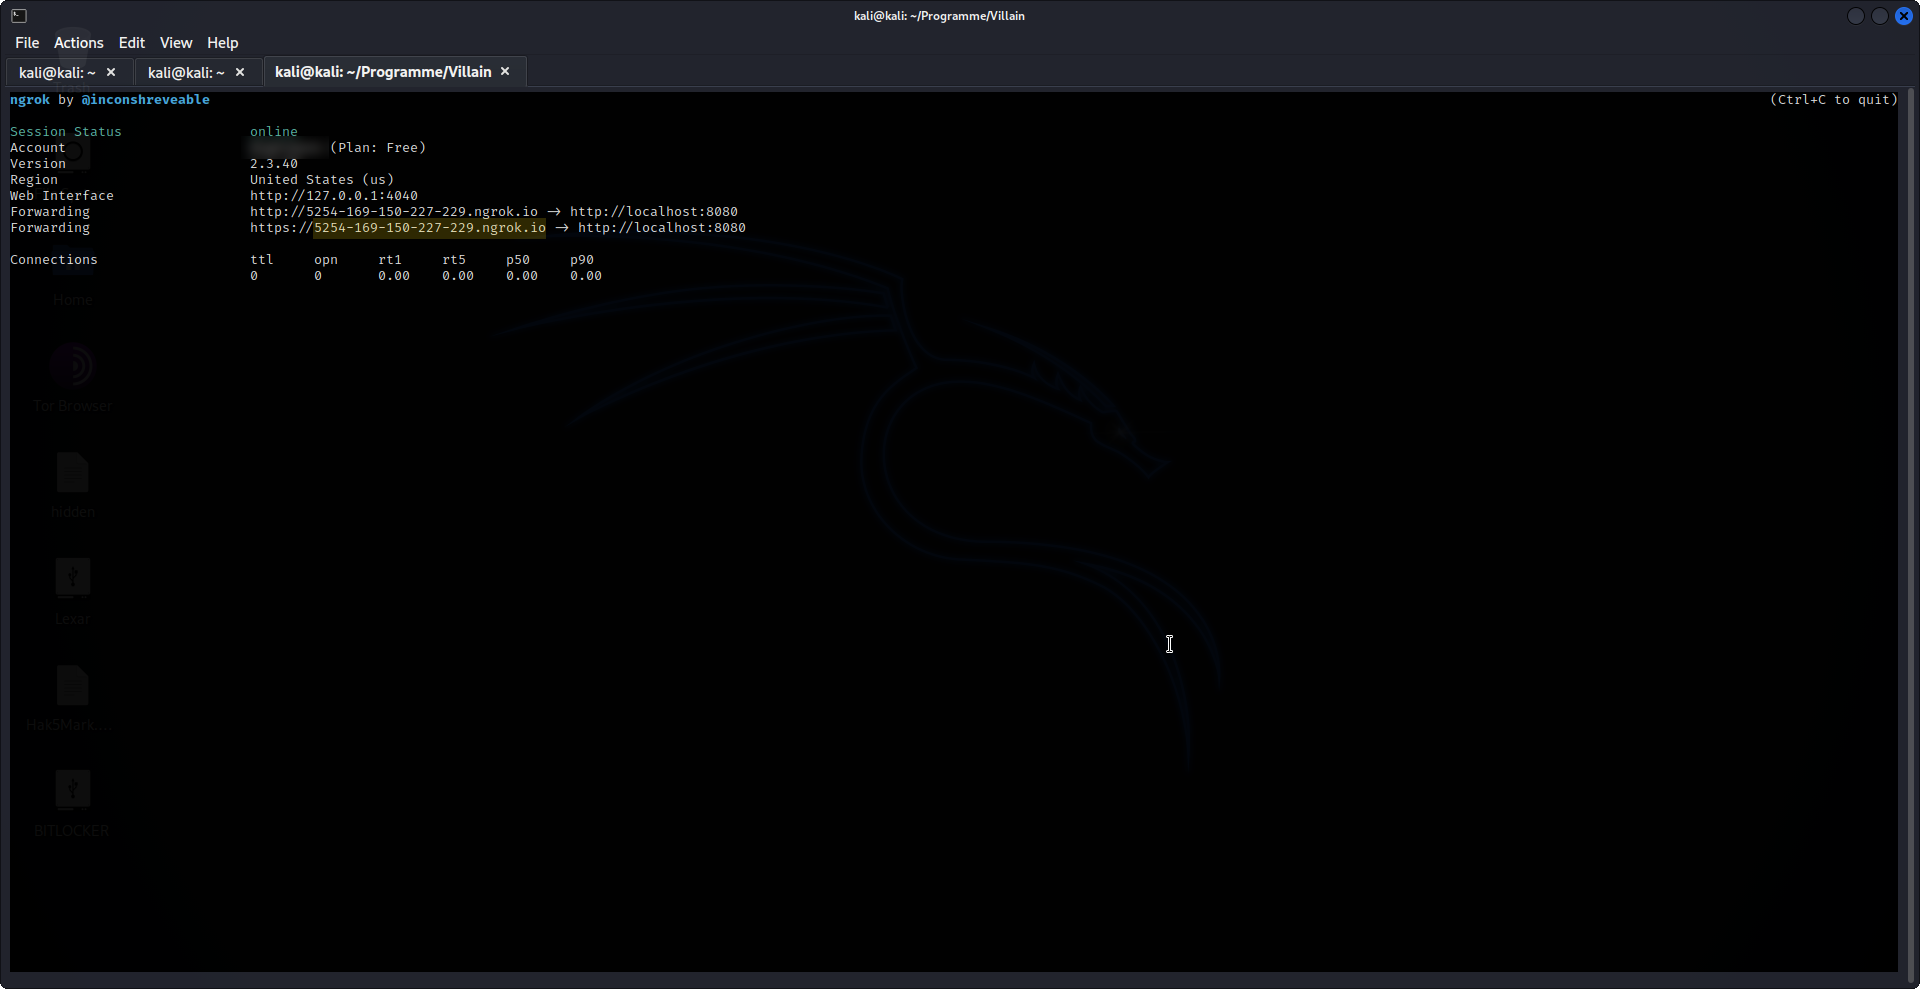 kali@kali: ~/Programme/Villain
File Actions Edit View Help
kali@kali: ~ × kali@kali: ~ × kali@kali: ~/Programme/Villain ×
ngrok by @inconshreveable (Ctrl+C to quit)
Session Status online
Account (Plan: Free)
Version 2.3.40
Region United States (us)
Web Interface http://127.0.0.1:4040
Forwarding http://5254-169-150-227-229.ngrok.io → http://localhost:8080
Forwarding https://5254-169-150-227-229.ngrok.io → http://localhost:8080
Connections ttl opn rt1 rt5 p50 p90
0 0 0.00 0.00 0.00 0.00
Home
Tor Browser
hidden
Lexar
Hak5Mark....
BITLOCKER